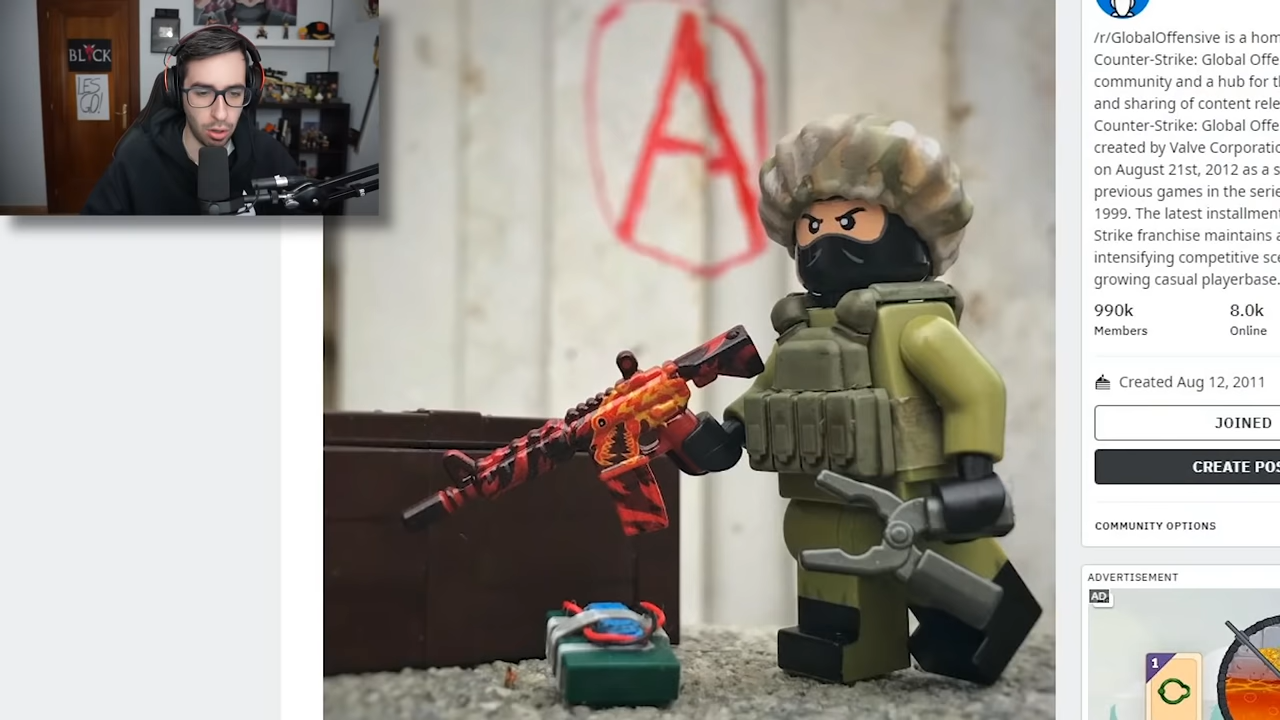 BLCK
LES
GO!
A
/r/GlobalOffensive is a hom
Counter-Strike: Global Offe
community and a hub for th
and sharing of content rele
Counter-Strike: Global Offe
created by Valve Corporatio
on August 21st, 2012 as a s
previous games in the serie
1999. The latest installmen
Strike franchise maintains a
intensifying competitive sce
growing casual playerbase.
990k
8.0k
Members
Online
Created Aug 12, 2011
JOINED
CREATE POS
COMMUNITY OPTIONS
ADVERTISEMENT
AD
1